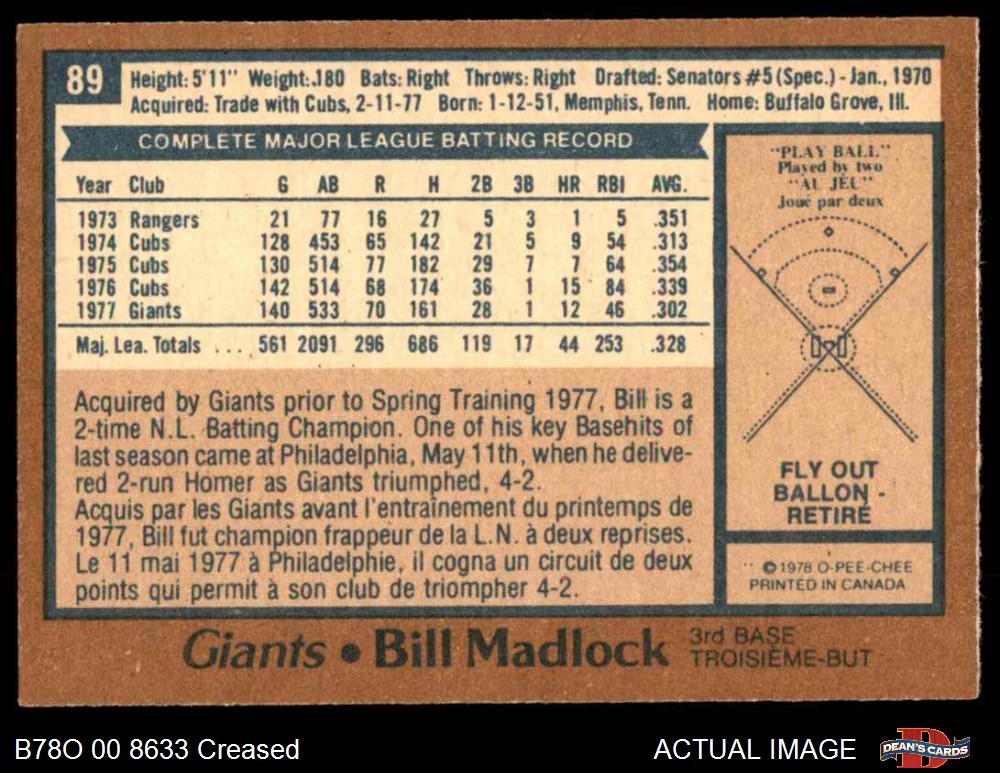 89
Height: 5'11" Weight: 180 Bats: Right Throws: Right Drafted: Senators #5 (Spec.) - Jan., 1970
Acquired: Trade with Cubs, 2-11-77 Born: 1-12-51, Memphis, Tenn. Home: Buffalo Grove, Ill.
COMPLETE MAJOR LEAGUE BATTING RECORD
Year Club G AB R H 2B 3B HR RBI AVG.
1973 Rangers 21 77 16 27 5 3 1 5 .351
1974 Cubs 128 453 65 142 21 5 9 54 .313
1975 Cubs 130 514 77 182 29 7 7 64 .354
1976 Cubs 142 514 68 174 36 1 15 84 .339
1977 Giants 140 533 70 161 28 1 12 46 .302
Maj. Lea. Totals .... 561 2091 296 686 119 17 44 253 .328
Acquired by Giants prior to Spring Training 1977, Bill is a
2-time N.L. Batting Champion. One of his key Basehits of
last season came at Philadelphia, May 11th, when he delive-
red 2-run Homer as Giants triumphed, 4-2.
Acquis par les Giants avant l'entraînement du printemps de
1977, Bill fut champion frappeur de la L.N. à deux reprises.
Le 11 mai 1977 à Philadelphie, il cogna un circuit de deux
points qui permit à son club de triompher 4-2.
"PLAY BALL"
Played by two
"AU JEU"
Joué par deux
FLY OUT
BALLON -
RETIRÉ
© 1978 O-PEE-CHEE
PRINTED IN CANADA
Giants • Bill Madlock 3rd BASE
TROISIÈME-BUT
B78O 00 8633 Creased
ACTUAL IMAGE
DEAN'S CARDS